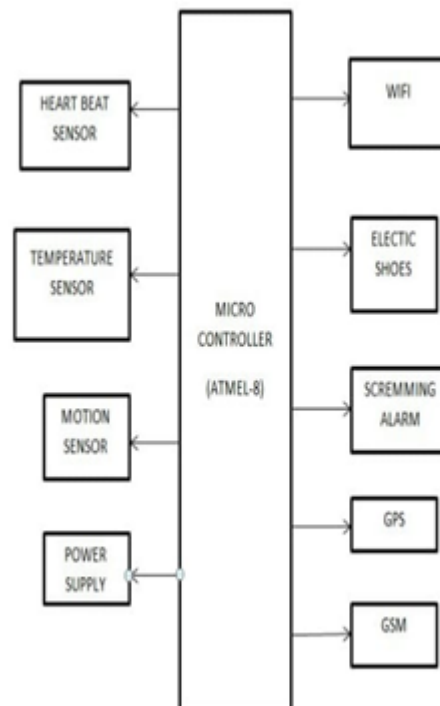 HEART BEAT
SENSOR
TEMPERATURE
SENSOR
MOTION
SENSOR
POWER
SUPPLY
MICRO
CONTROLLER
(ATMEL-8)
WIFI
ELECTIC
SHOES
SCREMMING
ALARM
GPS
GSM